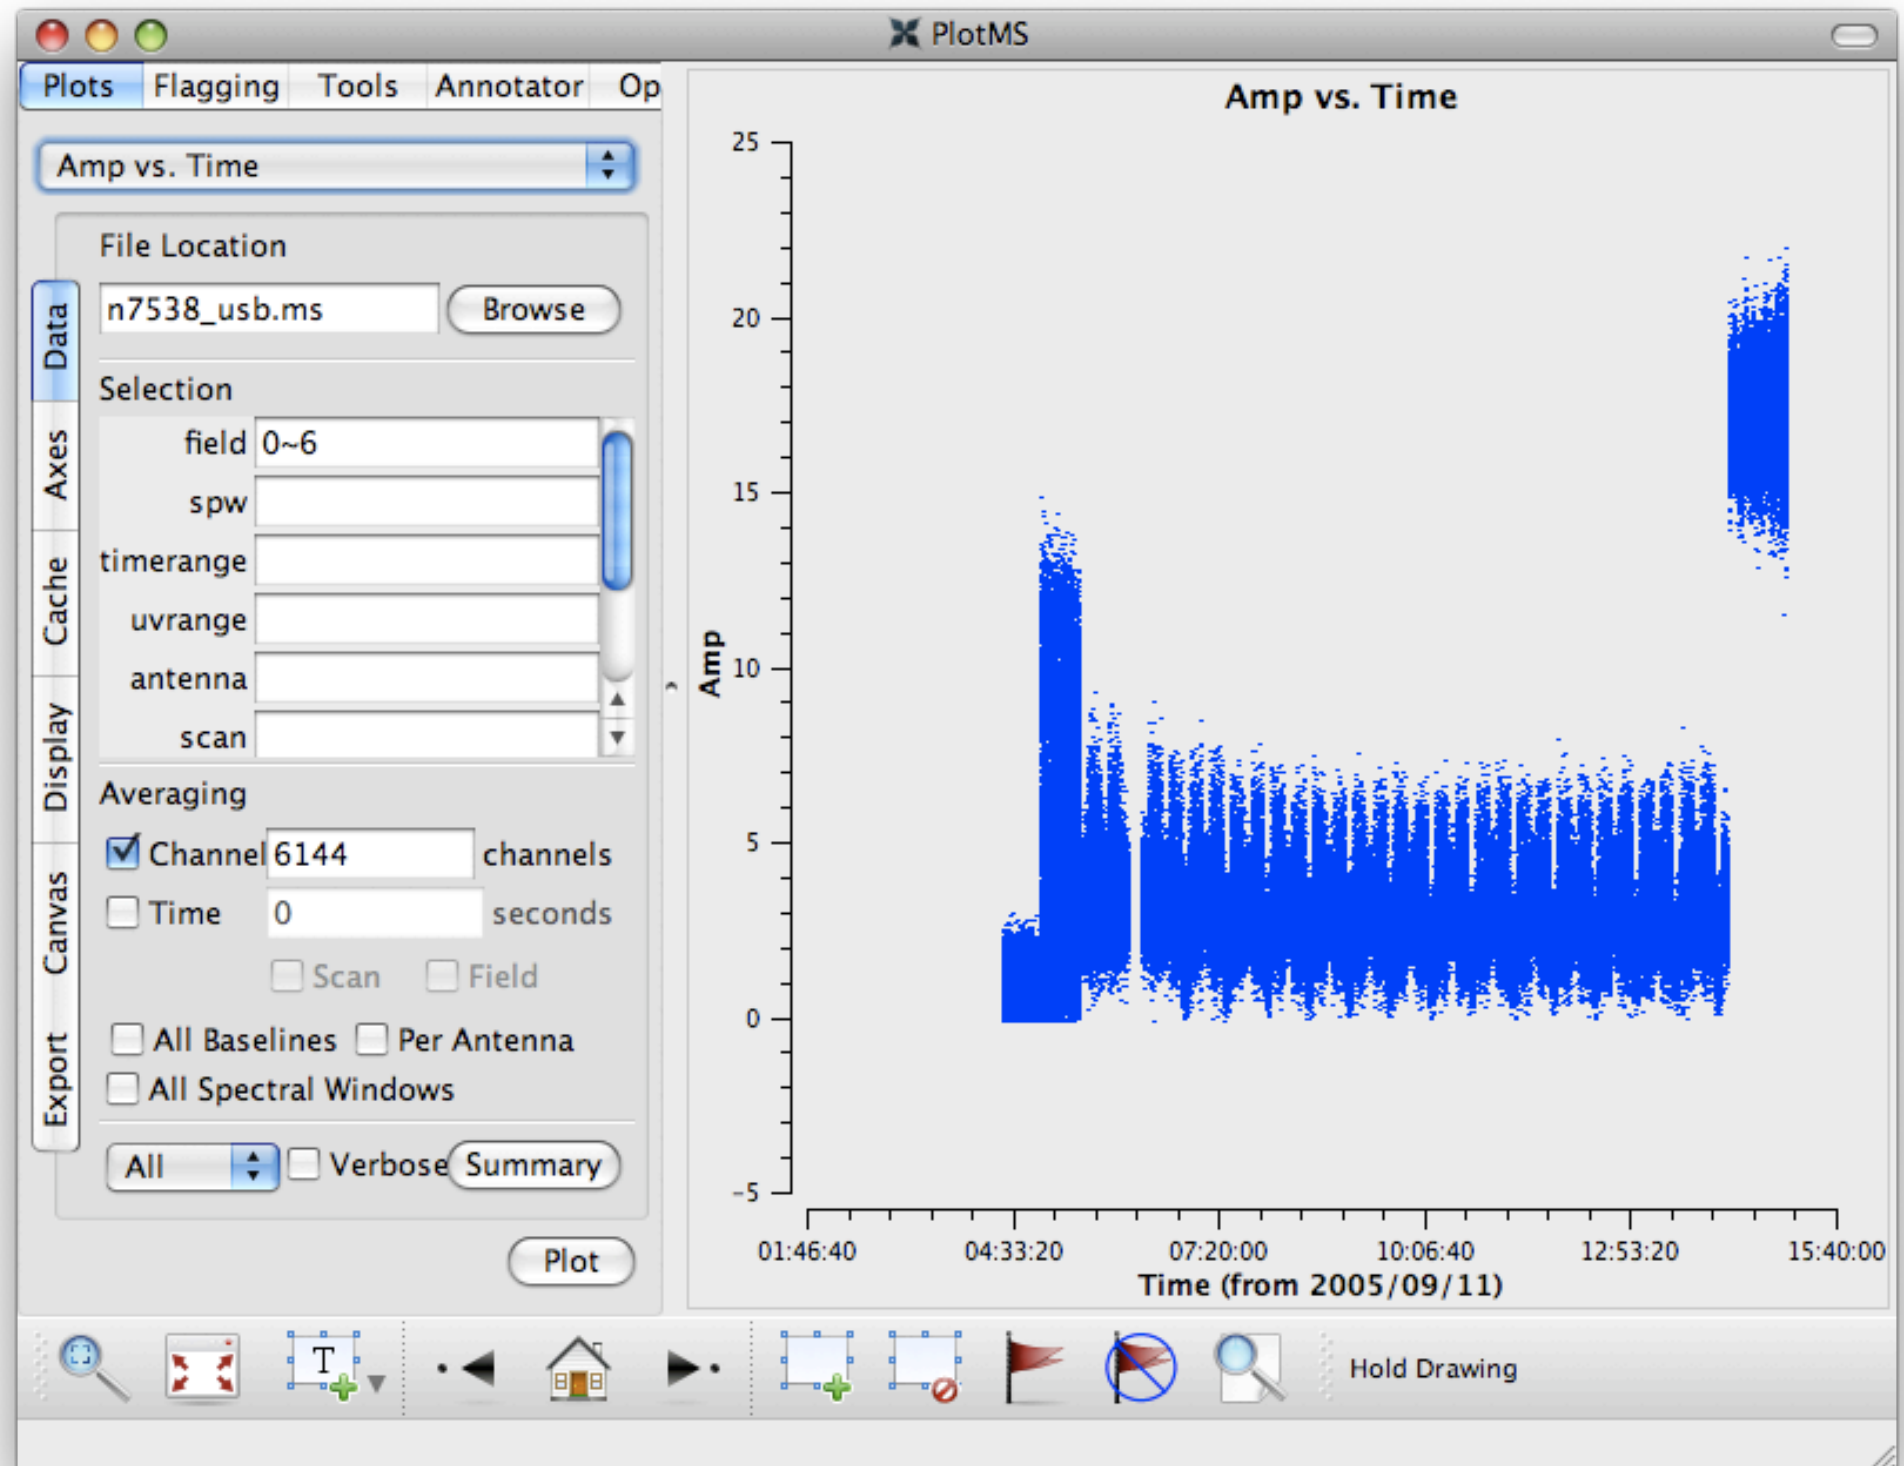 PlotMS
Plots Flagging Tools Annotator Op
Amp vs. Time
File Location
n7538_usb.ms Browse
Selection
field 0~6
spw
timerange
uvrange
antenna
scan
Averaging
Channel 6144 channels
Time 0 seconds
Scan Field
All Baselines Per Antenna
All Spectral Windows
All Verbose Summary
Plot
Data
Axes
Cache
Display
Canvas
Export
Amp vs. Time
25
20
15
10
5
0
-5
Amp
01:46:40 04:33:20 07:20:00 10:06:40 12:53:20 15:40:00
Time (from 2005/09/11)
T
Hold Drawing